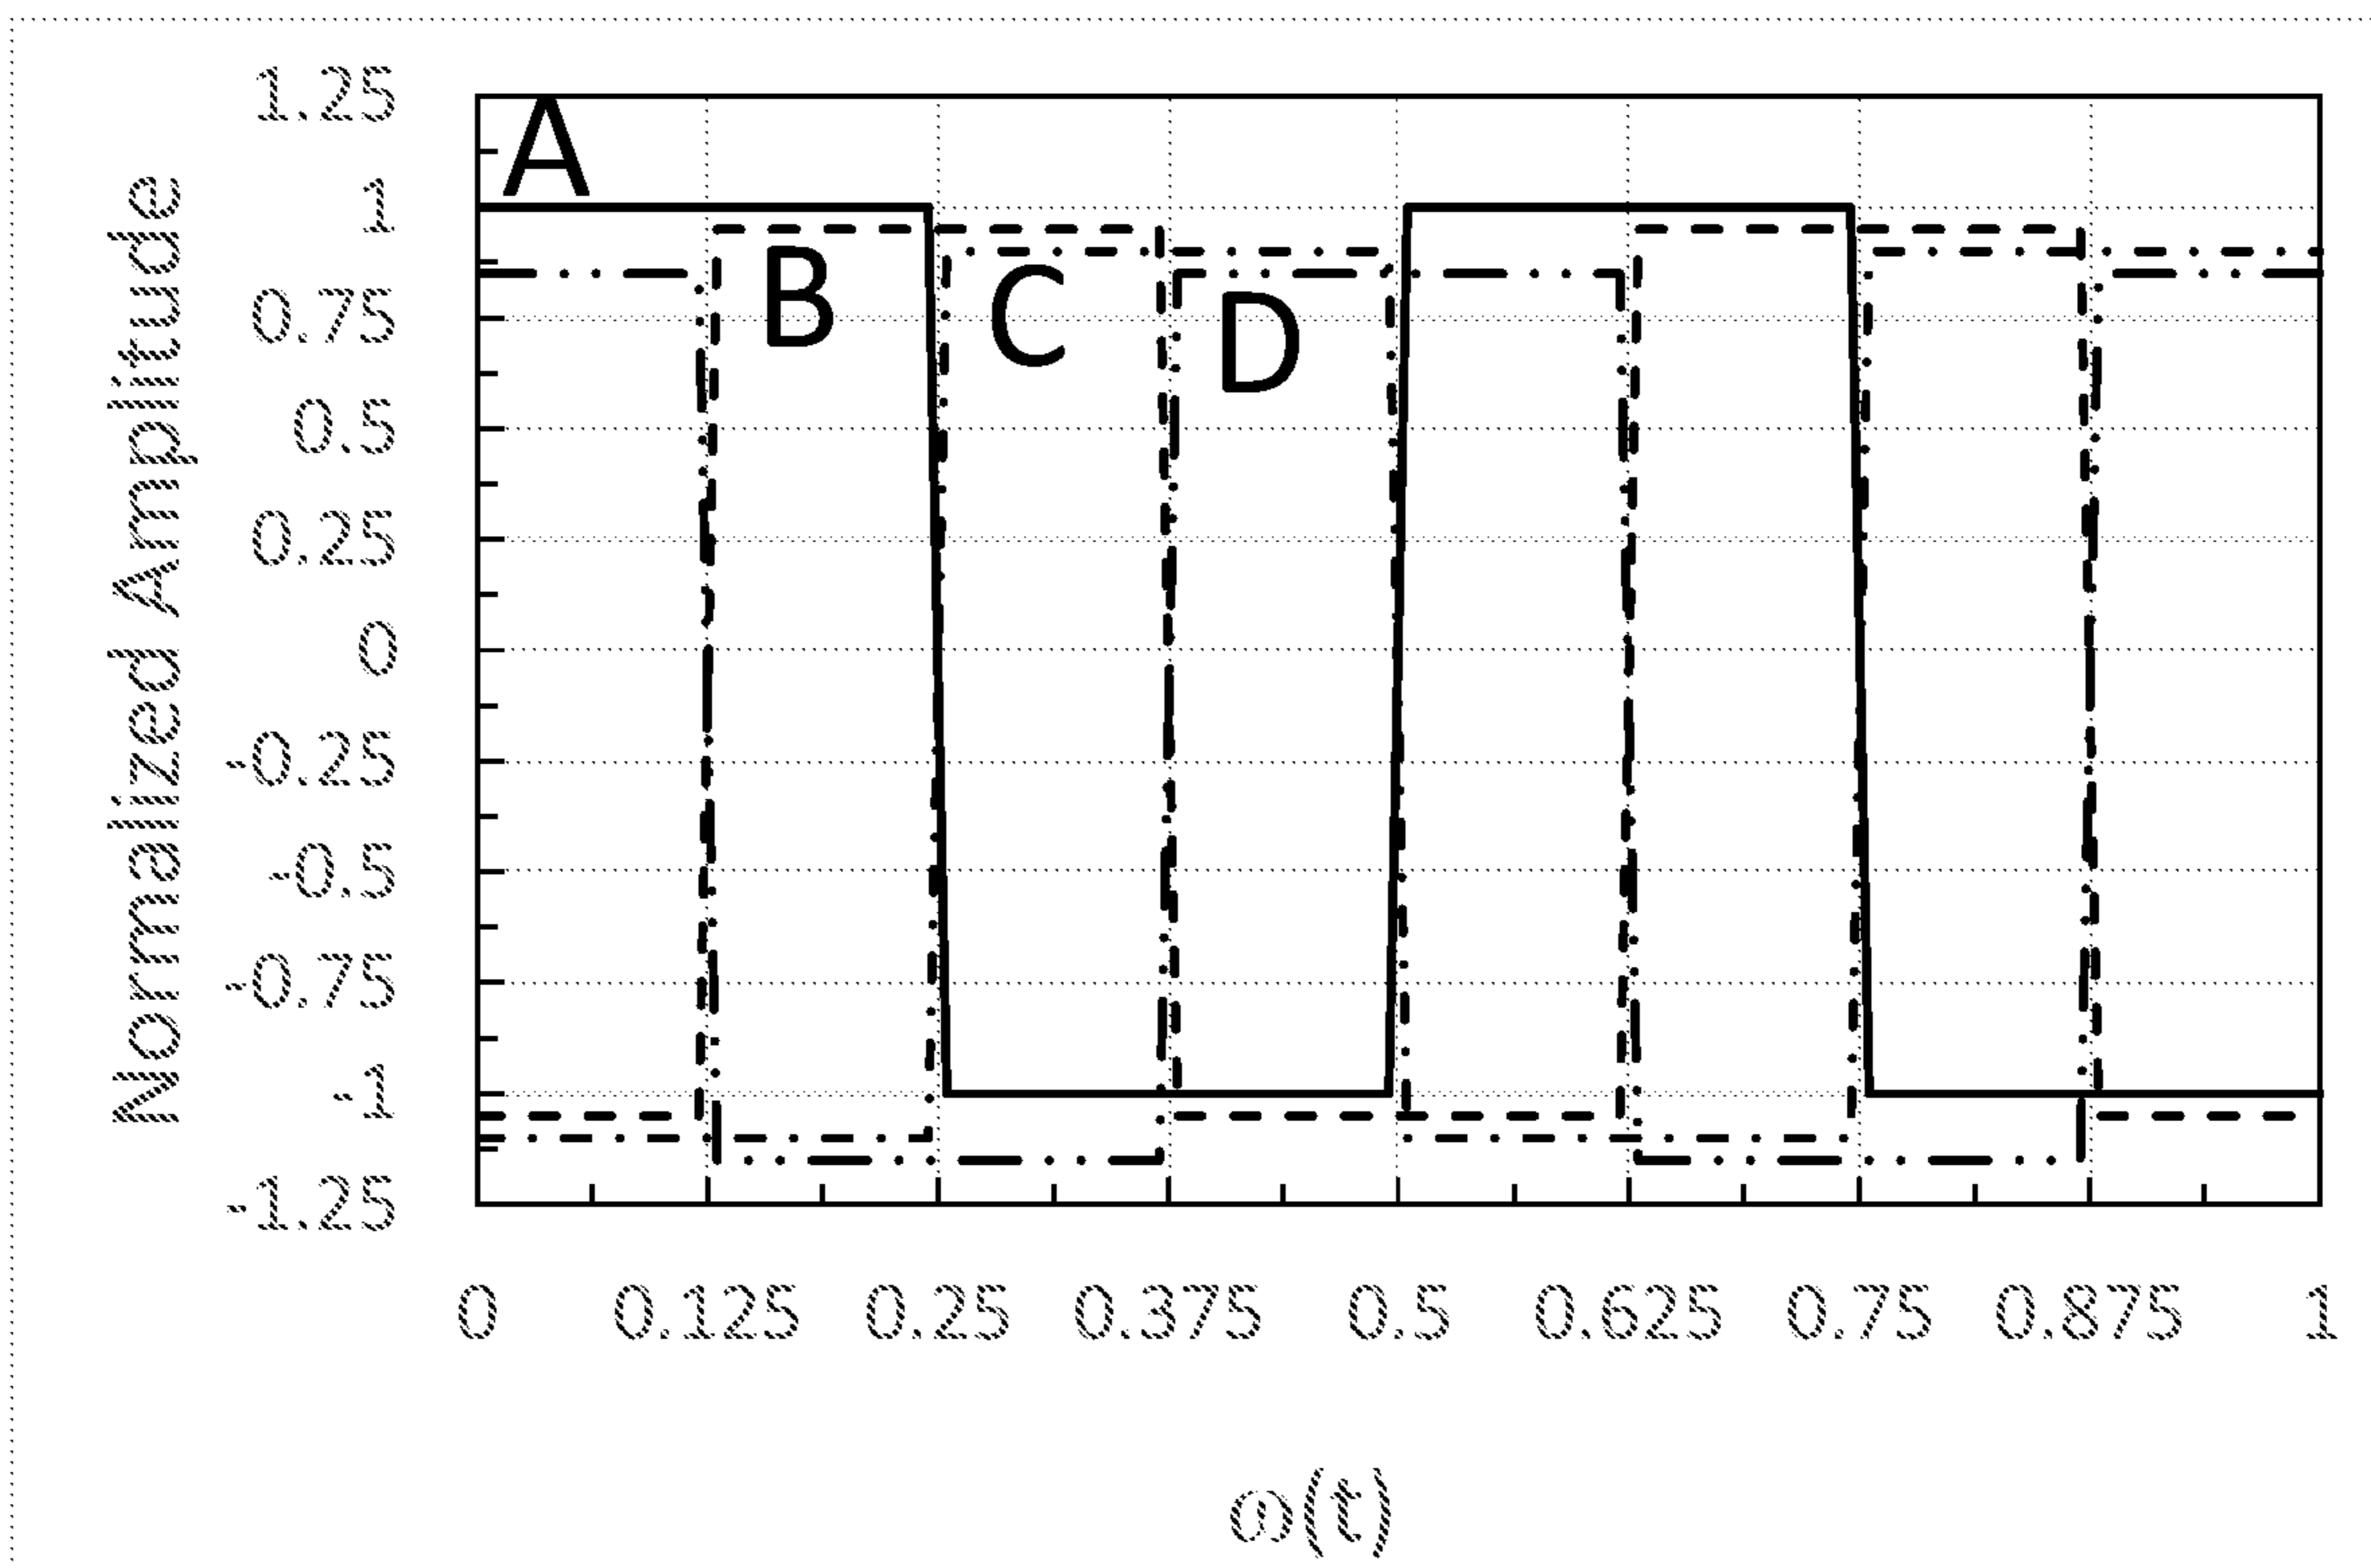 Normalized Amplitude
1.25
1
0.75
0.5
0.25
0
-0.25
-0.5
-0.75
-1
-1.25
A
B
C
D
0 0.125 0.25 0.375 0.5 0.625 0.75 0.875 1
ω(t)